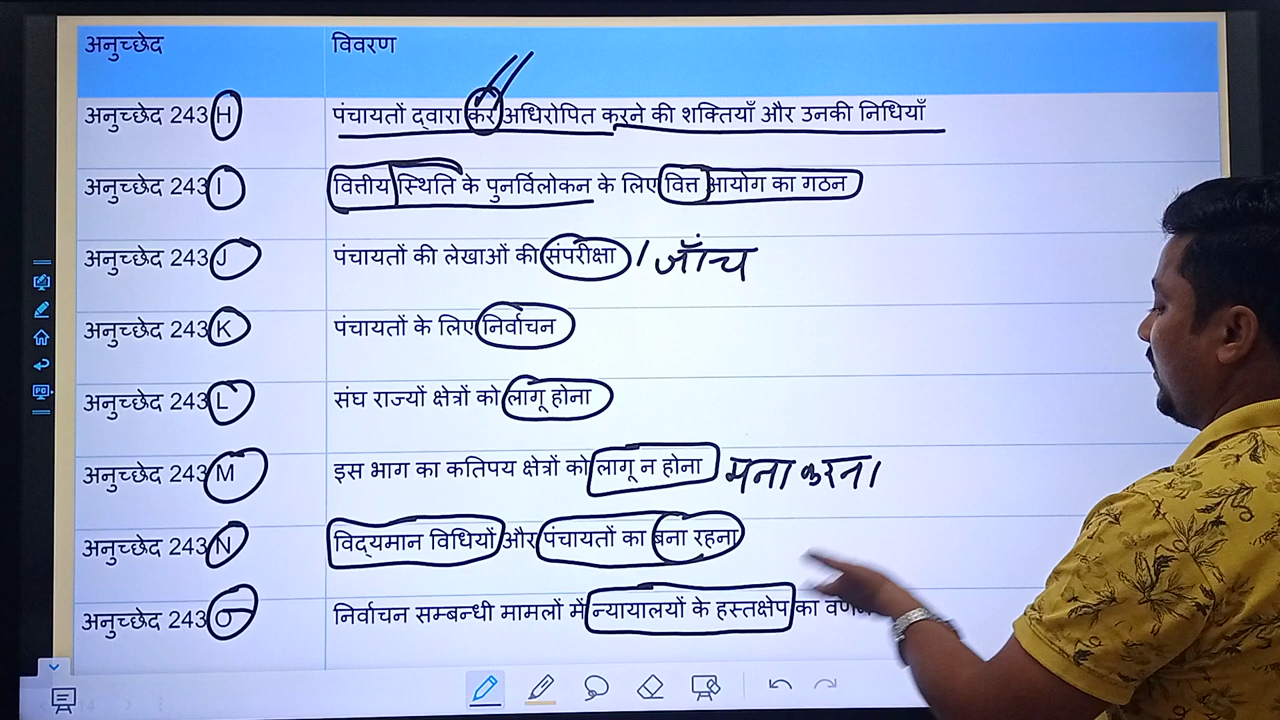 अनुच्छेद विवरण
अनुच्छेद 243 H पंचायतों द्वारा कर अधिरोपित करने की शक्तियाँ और उनकी निधियाँ
अनुच्छेद 243 I वित्तीय स्थिति के पुनर्विलोकन के लिए वित्त आयोग का गठन
अनुच्छेद 243 J पंचायतों की लेखाओं की संपरीक्षा / जाँच
अनुच्छेद 243 K पंचायतों के लिए निर्वाचन
अनुच्छेद 243 L संघ राज्यों क्षेत्रों को लागू होना
अनुच्छेद 243 M इस भाग का कतिपय क्षेत्रों को लागू न होना मना करना
अनुच्छेद 243 N विद्यमान विधियों और पंचायतों का बना रहना
अनुच्छेद 243 O निर्वाचन सम्बन्धी मामलों में न्यायालयों के हस्तक्षेप का